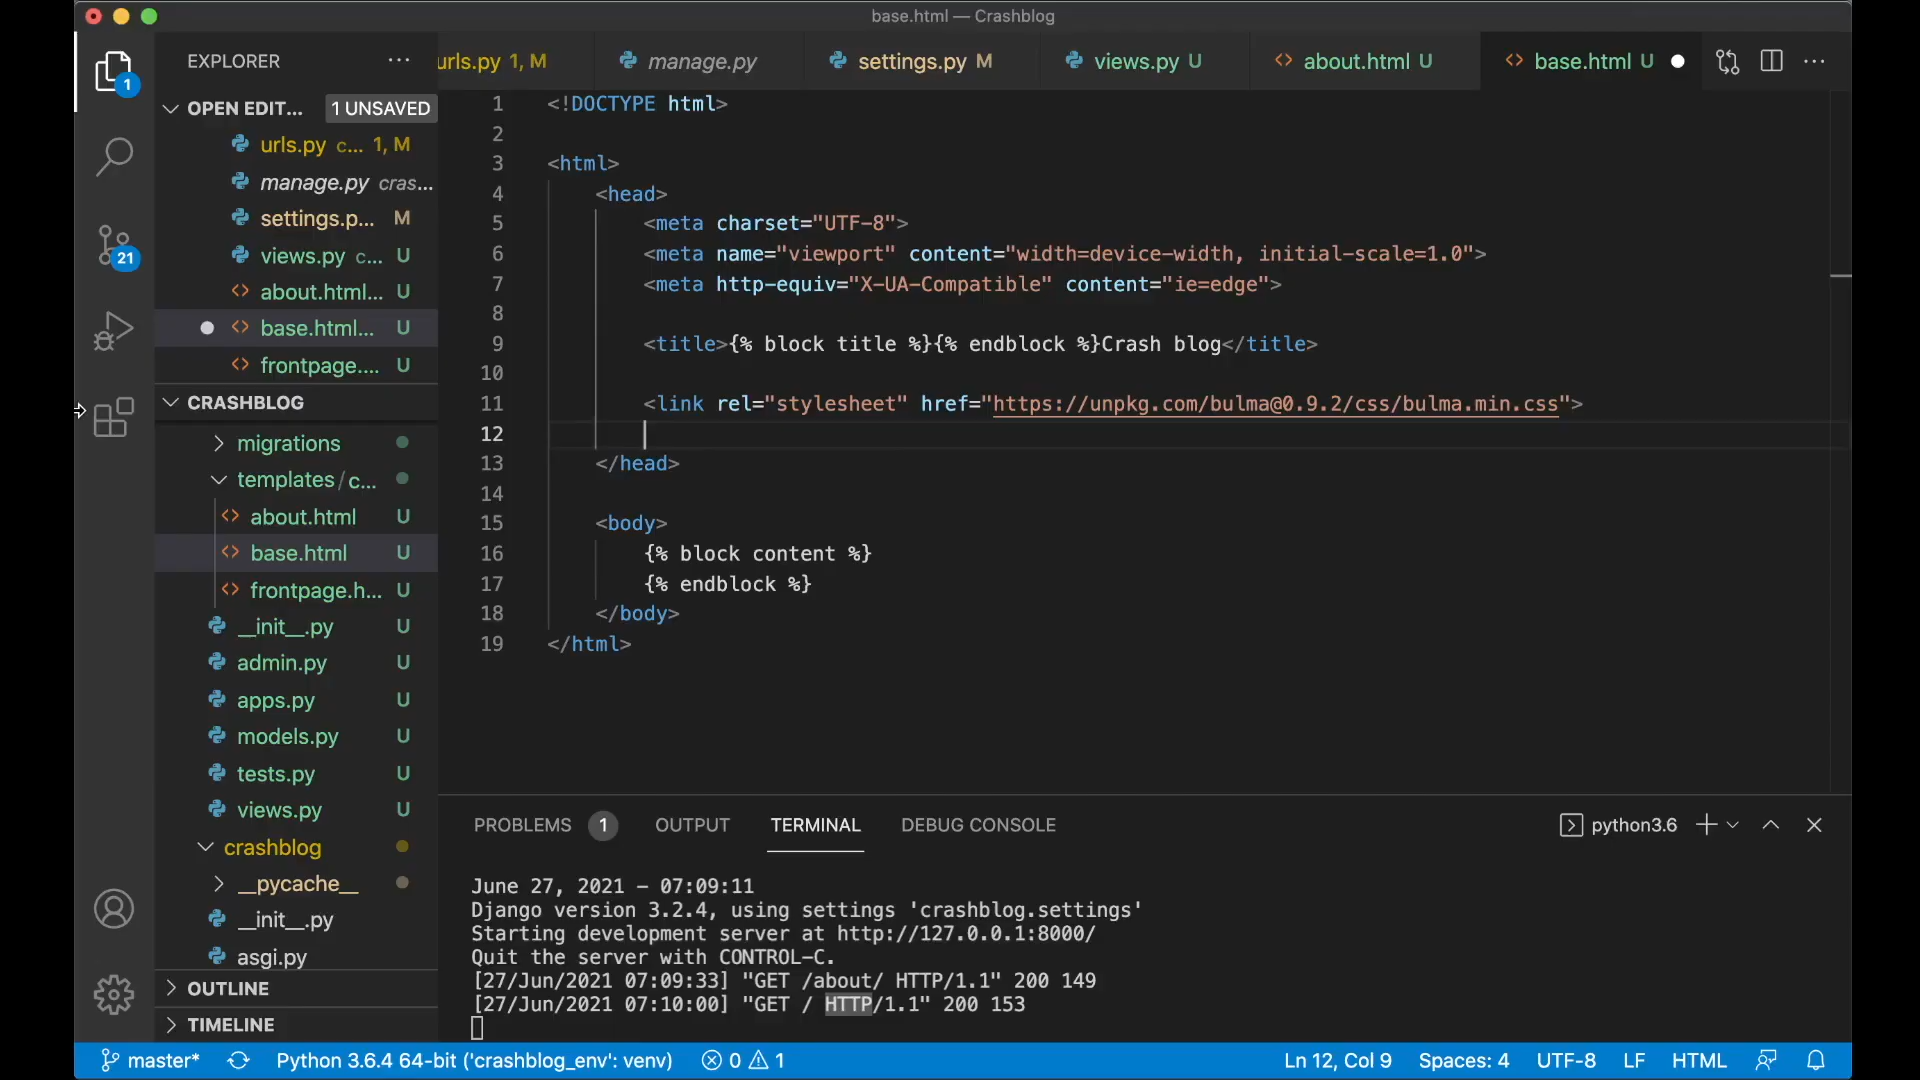 base.html — Crashblog
EXPLORER
urls.py 1, M
manage.py
settings.py M
views.py U
about.html U
base.html U
1
OPEN EDIT... 1 UNSAVED
urls.py c... 1, M
manage.py cras...
settings.p... M
views.py c... U
about.html... U
base.html... U
frontpage.... U
21
CRASHBLOG
migrations
templates/c...
about.html U
base.html U
frontpage.h... U
__init__.py U
admin.py U
apps.py U
models.py U
tests.py U
views.py U
crashblog
__pycache__
__init__.py
asgi.py
OUTLINE
TIMELINE
1 <!DOCTYPE html>
2
3 <html>
4 <head>
5 <meta charset="UTF-8">
6 <meta name="viewport" content="width=device-width, initial-scale=1.0">
7 <meta http-equiv="X-UA-Compatible" content="ie=edge">
8
9 <title>{% block title %}{% endblock %}Crash blog</title>
10
11 <link rel="stylesheet" href="https://unpkg.com/bulma@0.9.2/css/bulma.min.css">
12
13 </head>
14
15 <body>
16 {% block content %}
17 {% endblock %}
18 </body>
19 </html>
PROBLEMS 1 OUTPUT TERMINAL DEBUG CONSOLE
python3.6
June 27, 2021 - 07:09:11
Django version 3.2.4, using settings 'crashblog.settings'
Starting development server at http://127.0.0.1:8000/
Quit the server with CONTROL-C.
[27/Jun/2021 07:09:33] "GET /about/ HTTP/1.1" 200 149
[27/Jun/2021 07:10:00] "GET / HTTP/1.1" 200 153
master* Python 3.6.4 64-bit ('crashblog_env': venv) 0 1 Ln 12, Col 9 Spaces: 4 UTF-8 LF HTML